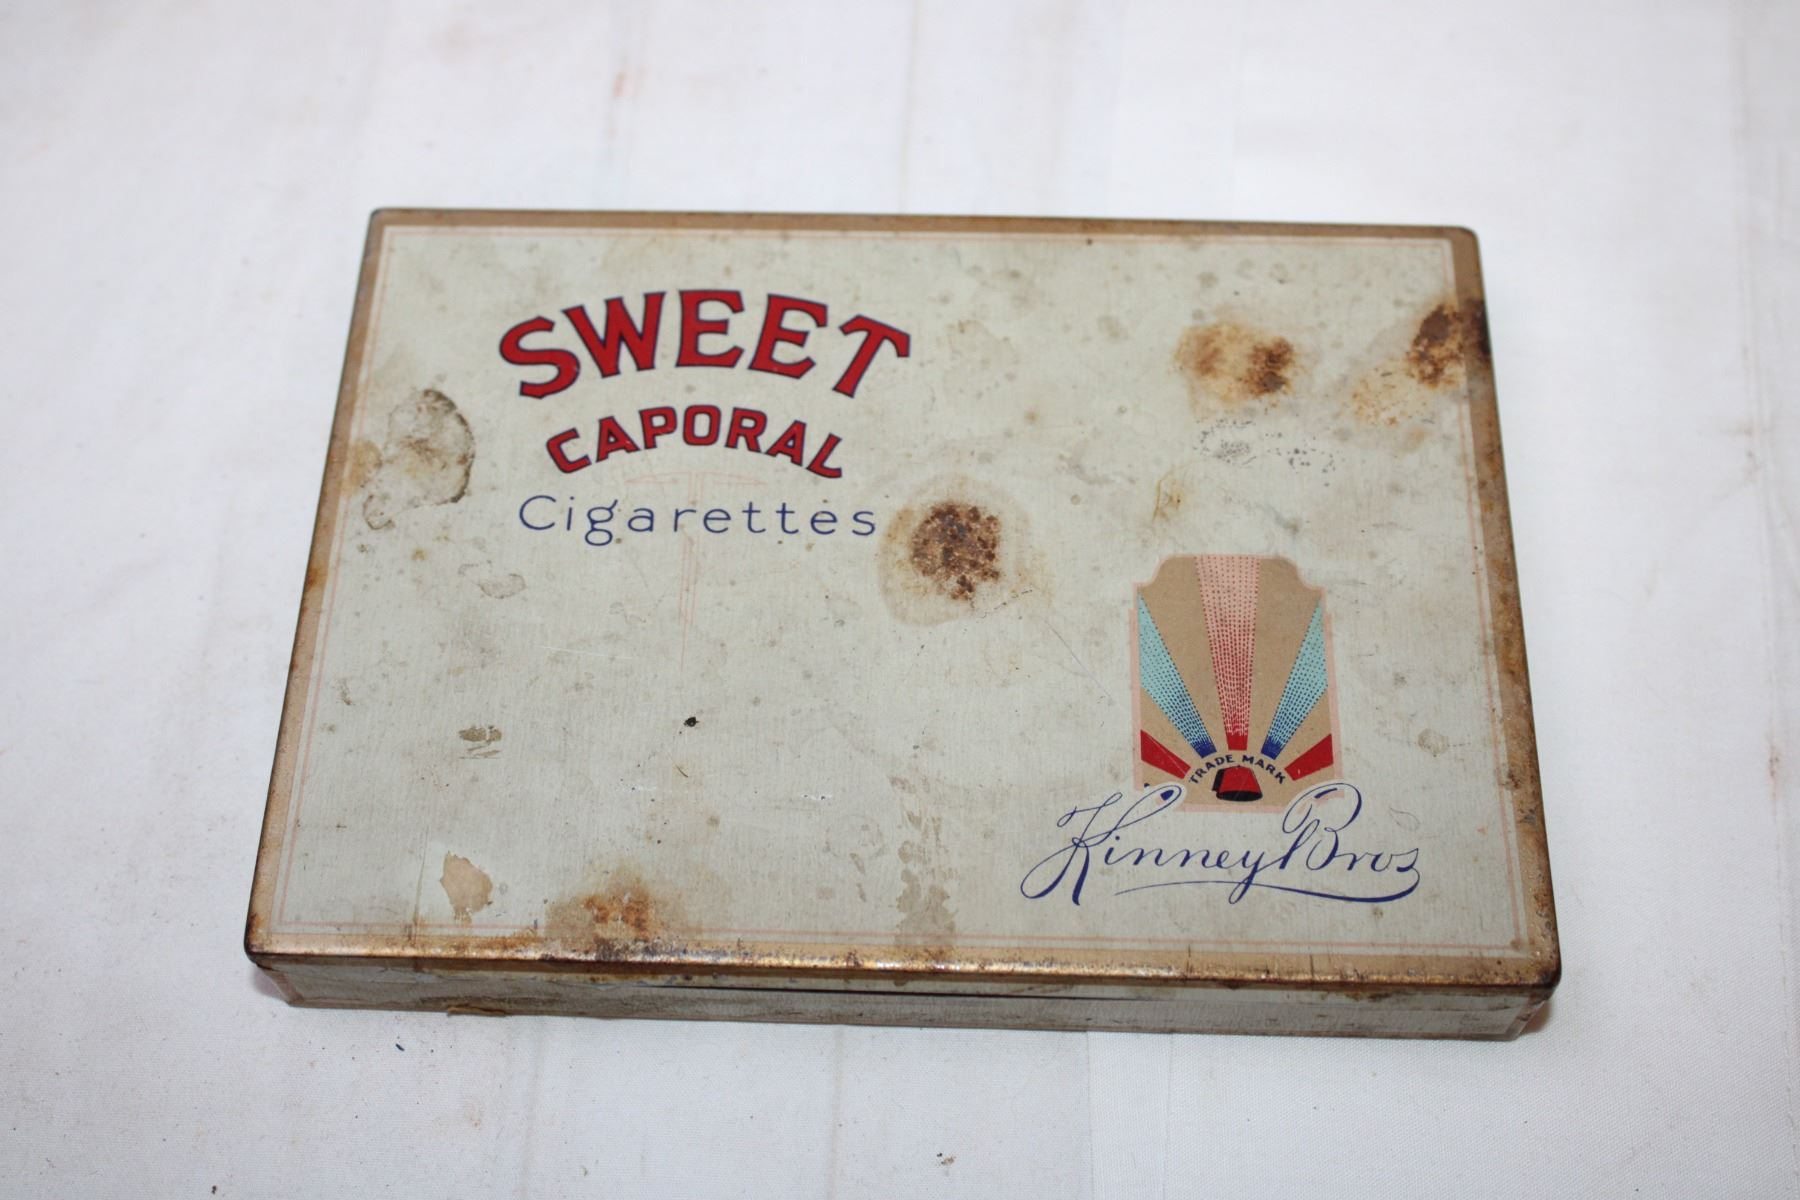 SWEET
CAPORAL
Cigarettes
TRADE MARK
Kinney Bros